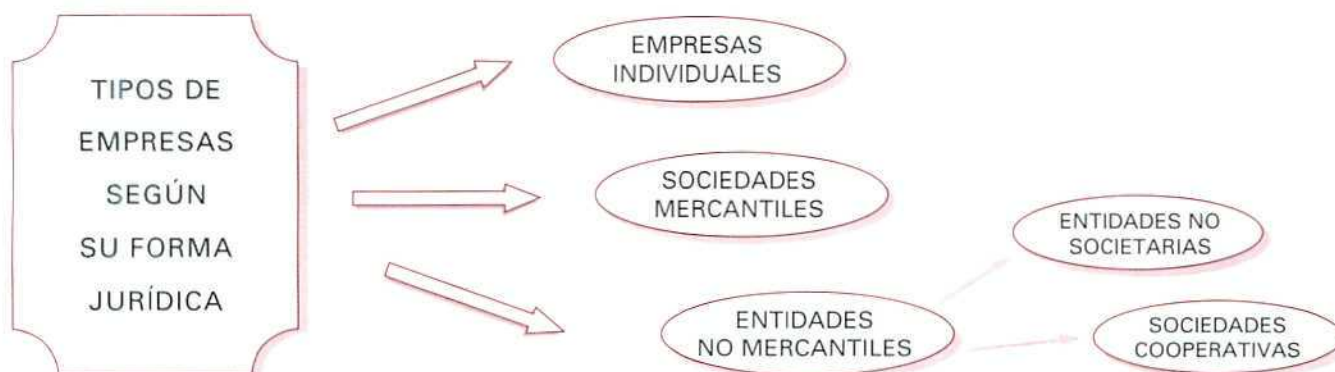 TIPOS DE
EMPRESAS
SEGÚN
SU FORMA
JURÍDICA
EMPRESAS
INDIVIDUALES
SOCIEDADES
MERCANTILES
ENTIDADES
NO MERCANTILES
ENTIDADES NO
SOCIETARIAS
SOCIEDADES
COOPERATIVAS